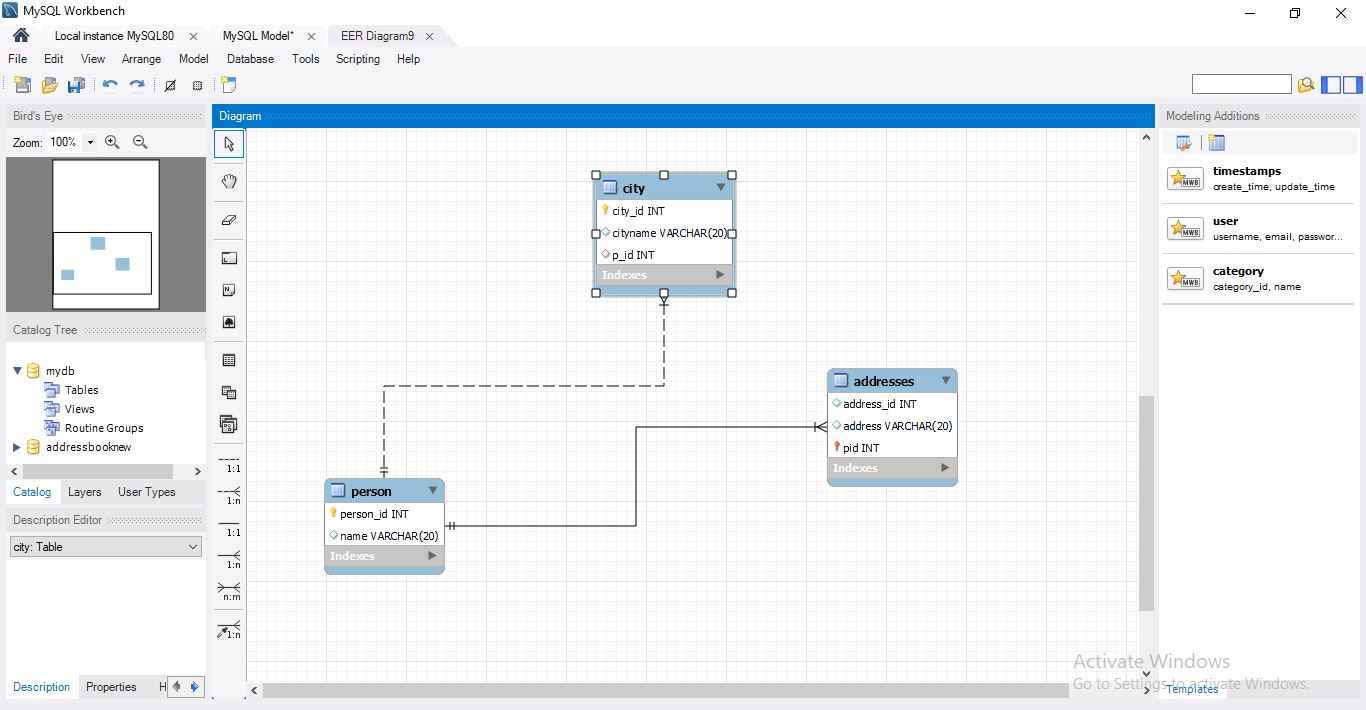 MySQL Workbench
Local instance MySQL80
MySQL Model*
EER Diagram9
File Edit View Arrange Model Database Tools Scripting Help
Bird's Eye
Zoom: 100%
Catalog Tree
mydb
Tables
Views
Routine Groups
addressbooknew
Catalog Layers User Types
Description Editor
city: Table
Description Properties H
Diagram
1:1
1:n
1:1
1:n
n:m
1:n
city
city_id INT
cityname VARCHAR(20)
p_id INT
Indexes
person
person_id INT
name VARCHAR(20)
Indexes
addresses
address_id INT
address VARCHAR(20)
pid INT
Indexes
Modeling Additions
MWB
timestamps
create_time, update_time
MWB
user
username, email, passwor...
MWB
category
category_id, name
Activate Windows
Go to Settings to activate Windows.
Templates